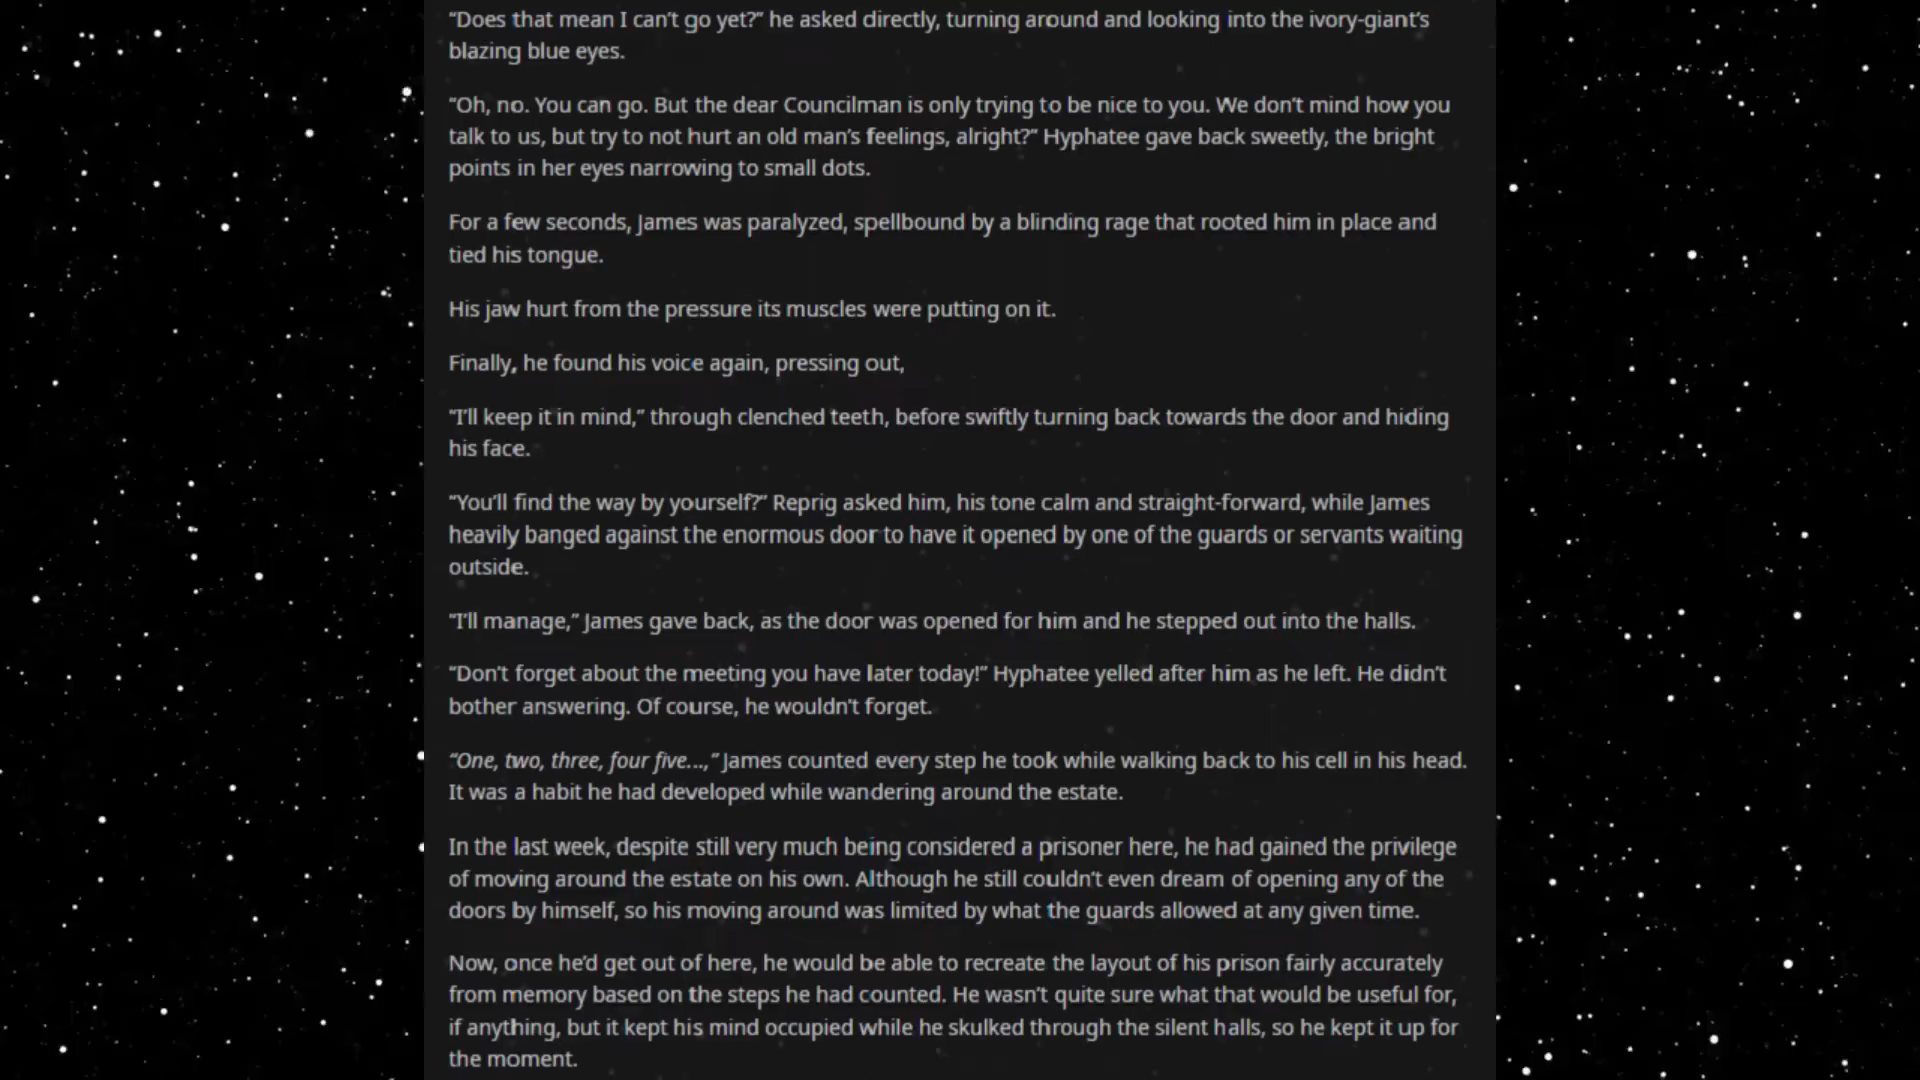 “Does that mean I can’t go yet?” he asked directly, turning around and looking into the ivory-giant’s
blazing blue eyes.
“Oh, no. You can go. But the dear Councilman is only trying to be nice to you. We don’t mind how you
talk to us, but try to not hurt an old man’s feelings, alright?” Hyphatee gave back sweetly, the bright
points in her eyes narrowing to small dots.
For a few seconds, James was paralyzed, spellbound by a blinding rage that rooted him in place and
tied his tongue.
His jaw hurt from the pressure its muscles were putting on it.
Finally, he found his voice again, pressing out,
“I’ll keep it in mind,” through clenched teeth, before swiftly turning back towards the door and hiding
his face.
“You’ll find the way by yourself?” Reprig asked him, his tone calm and straight-forward, while James
heavily banged against the enormous door to have it opened by one of the guards or servants waiting
outside.
“I’ll manage,” James gave back, as the door was opened for him and he stepped out into the halls.
“Don’t forget about the meeting you have later today!” Hyphatee yelled after him as he left. He didn’t
bother answering. Of course, he wouldn’t forget.
“One, two, three, four five…,” James counted every step he took while walking back to his cell in his head.
It was a habit he had developed while wandering around the estate.
In the last week, despite still very much being considered a prisoner here, he had gained the privilege
of moving around the estate on his own. Although he still couldn’t even dream of opening any of the
doors by himself, so his moving around was limited by what the guards allowed at any given time.
Now, once he’d get out of here, he would be able to recreate the layout of his prison fairly accurately
from memory based on the steps he had counted. He wasn’t quite sure what that would be useful for,
if anything, but it kept his mind occupied while he skulked through the silent halls, so he kept it up for
the moment.